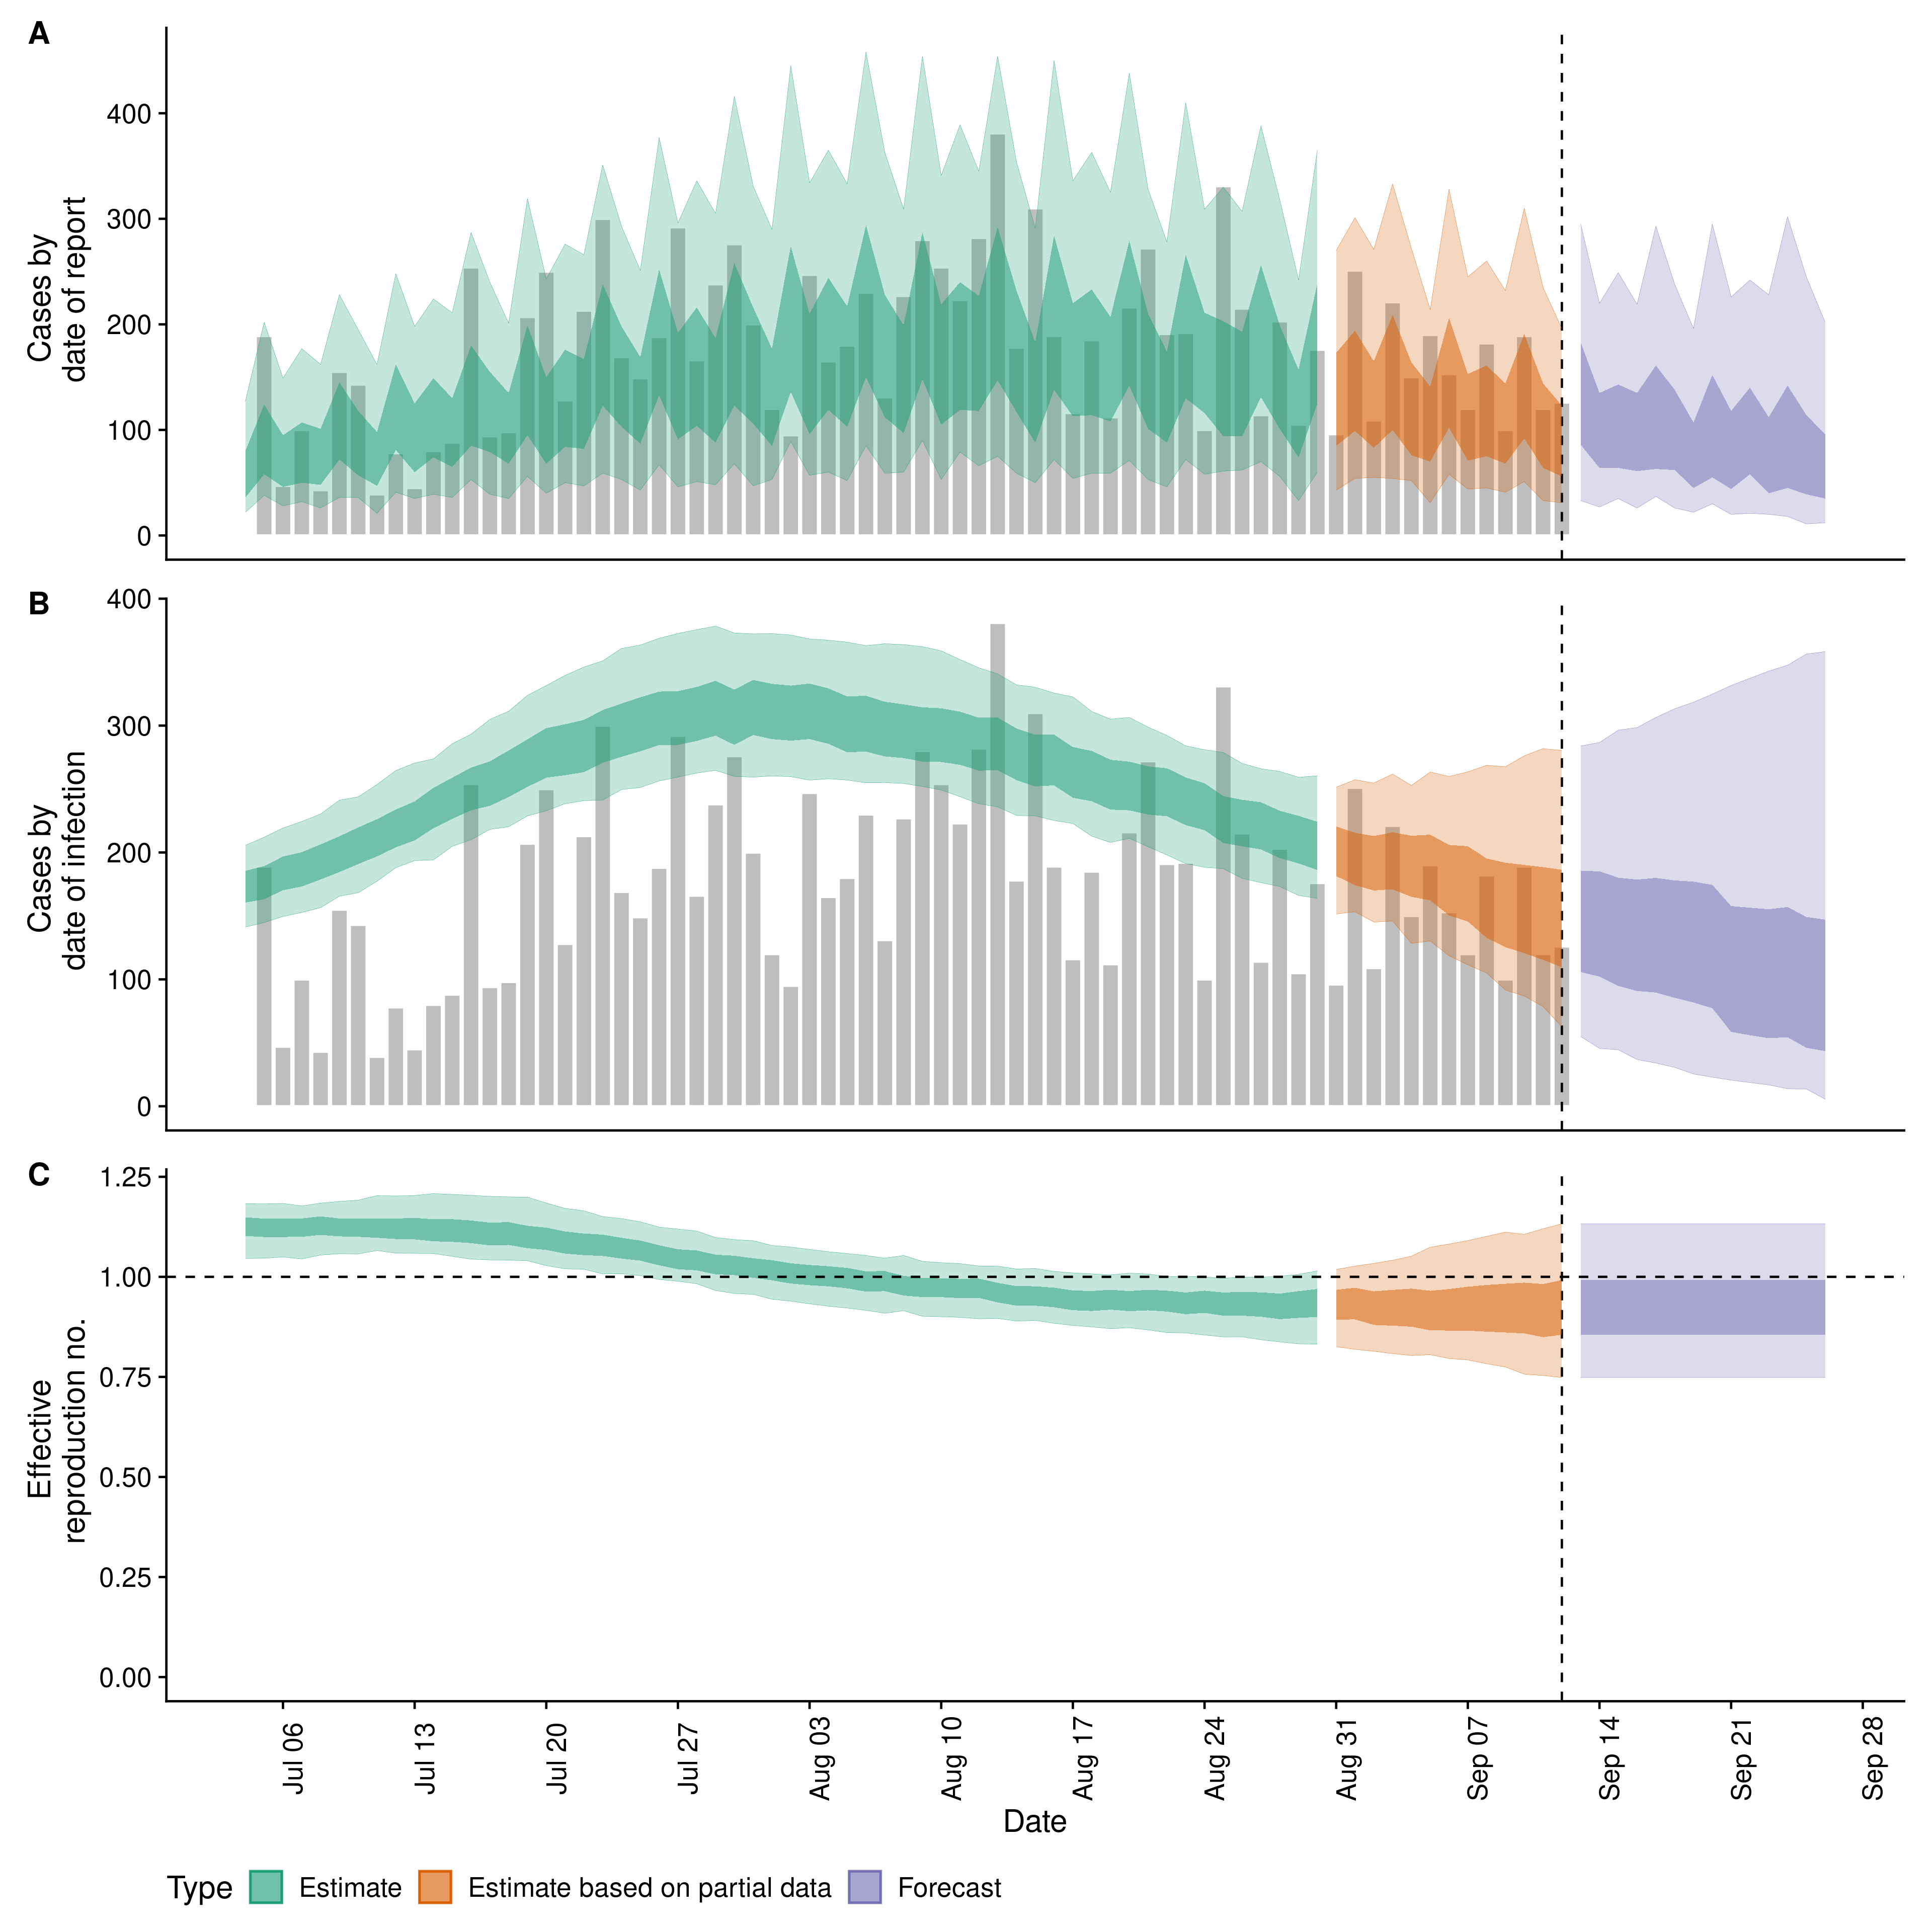 A
Cases by
date of report
400
300
200
100
0
B
Cases by
date of infection
400
300
200
100
0
C
Effective
reproduction no.
1.25
1.00
0.75
0.50
0.25
0.00
Jul 06
Jul 13
Jul 20
Jul 27
Aug 03
Aug 10
Aug 17
Aug 24
Aug 31
Sep 07
Sep 14
Sep 21
Sep 28
Date
Type Estimate Estimate based on partial data Forecast